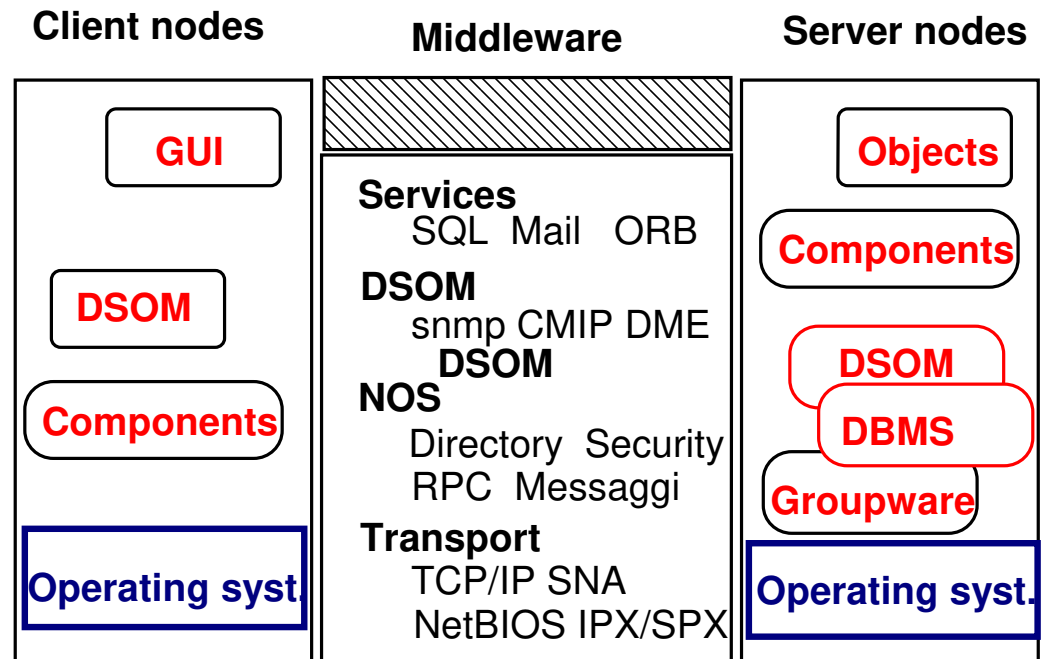 Client nodes
Middleware
Server nodes
GUI
DSOM
Components
Operating syst.
Services
SQL Mail ORB
DSOM
snmp CMIP DME
DSOM
NOS
Directory Security
RPC Messaggi
Transport
TCP/IP SNA
NetBIOS IPX/SPX
Objects
Components
DSOM
DBMS
Groupware
Operating syst.